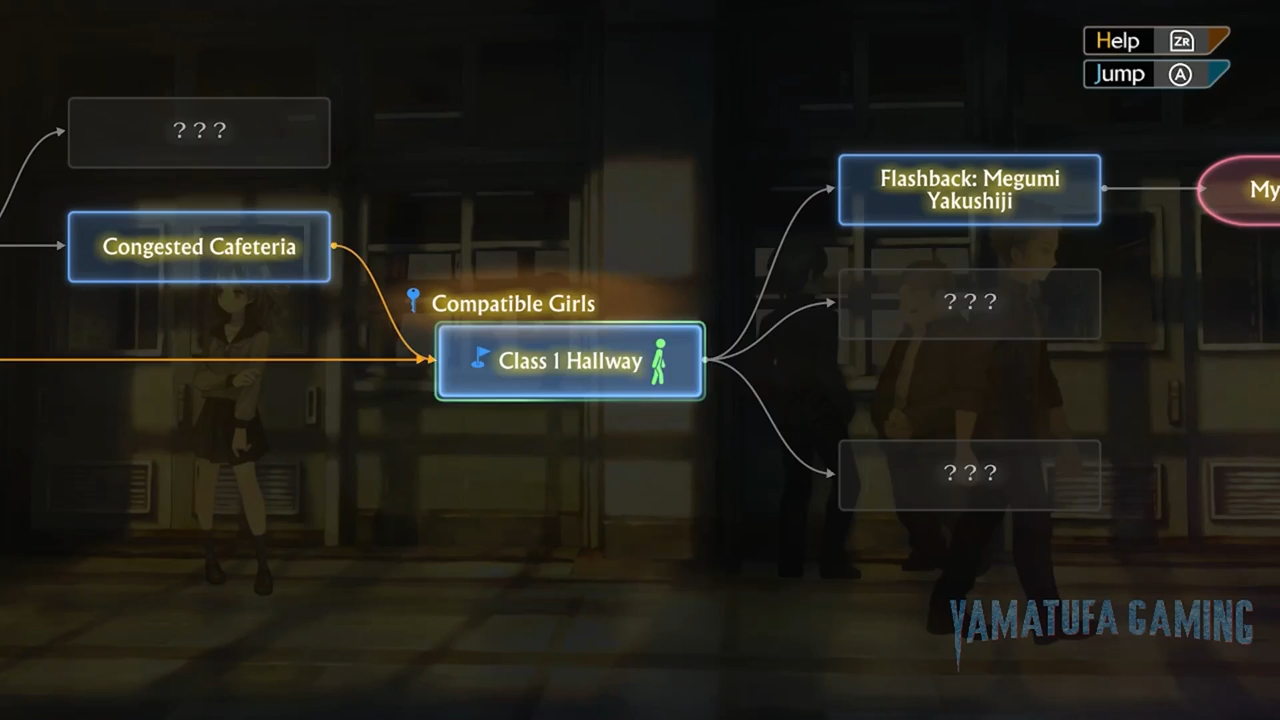 Help ZR
Jump A
???
Flashback: Megumi
Yakushiji
My
Congested Cafeteria
Compatible Girls
???
Class 1 Hallway
???
YAMATUFA GAMING